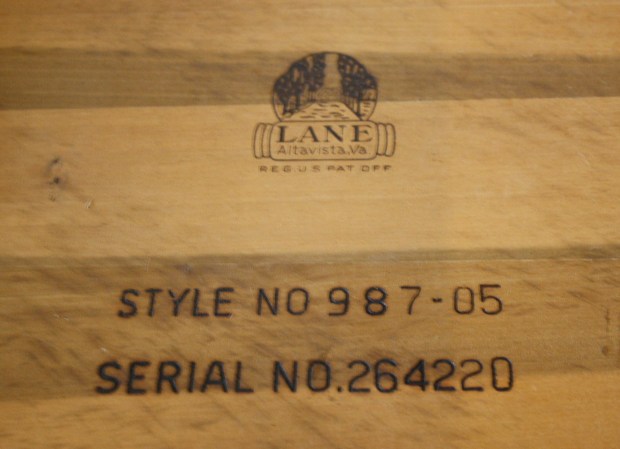 LANE
Altavista.Va
REG U S PAT OFF
STYLE NO 987-05
SERIAL NO.264220